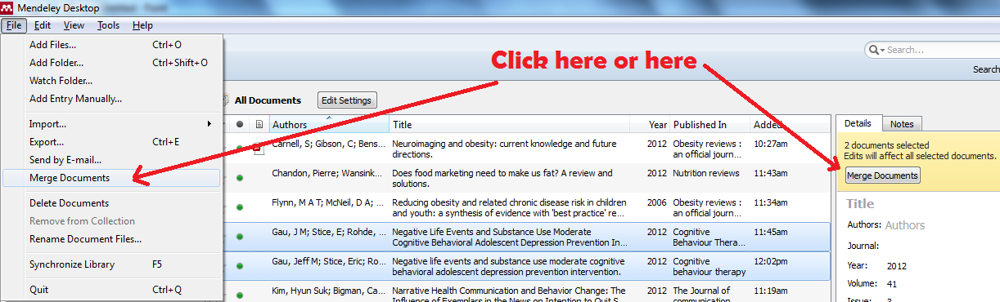 Mendeley Desktop
File Edit View Tools Help
Add Files... Ctrl+O
Add Folder... Ctrl+Shift+O
Watch Folder...
Add Entry Manually...
Import...
Export... Ctrl+E
Send by E-mail...
Merge Documents
Delete Documents
Remove from Collection
Rename Document Files...
Synchronize Library F5
Quit Ctrl+Q
Click here or here
Search...
Search
All Documents Edit Settings
Authors Title Year Published In Added
Carnell, S; Gibson, C; Bens... Neuroimaging and obesity: current knowledge and future 2012 Obesity reviews : 10:27am
directions. an official journ...
Chandon, Pierre; Wansink... Does food marketing need to make us fat? A review and 2012 Nutrition reviews 11:43am
solutions.
Flynn, M A T; McNeil, D A; ... Reducing obesity and related chronic disease risk in children 2006 Obesity reviews : 11:34am
and youth: a synthesis of evidence with 'best practice' re... an official journ...
Gau, J M; Stice, E; Rohde, ... Negative Life Events and Substance Use Moderate 2012 Cognitive 11:45am
Cognitive Behavioral Adolescent Depression Prevention In... Behaviour Thera...
Gau, Jeff M; Stice, Eric; Ro... Negative life events and substance use moderate cognitive 2012 Cognitive 12:02pm
behavioral adolescent depression prevention intervention. behaviour therapy
Kim, Hyun Suk; Bigman, Ca... Narrative Health Communication and Behavior Change: The 2012 The Journal of 11:19am
Influence of Exemplars in the News on Intention to Quit S... communication
Details Notes
2 documents selected
Edits will affect all selected documents.
Merge Documents
Title
Authors: Authors
Journal:
Year: 2012
Volume: 41
Issue: 3